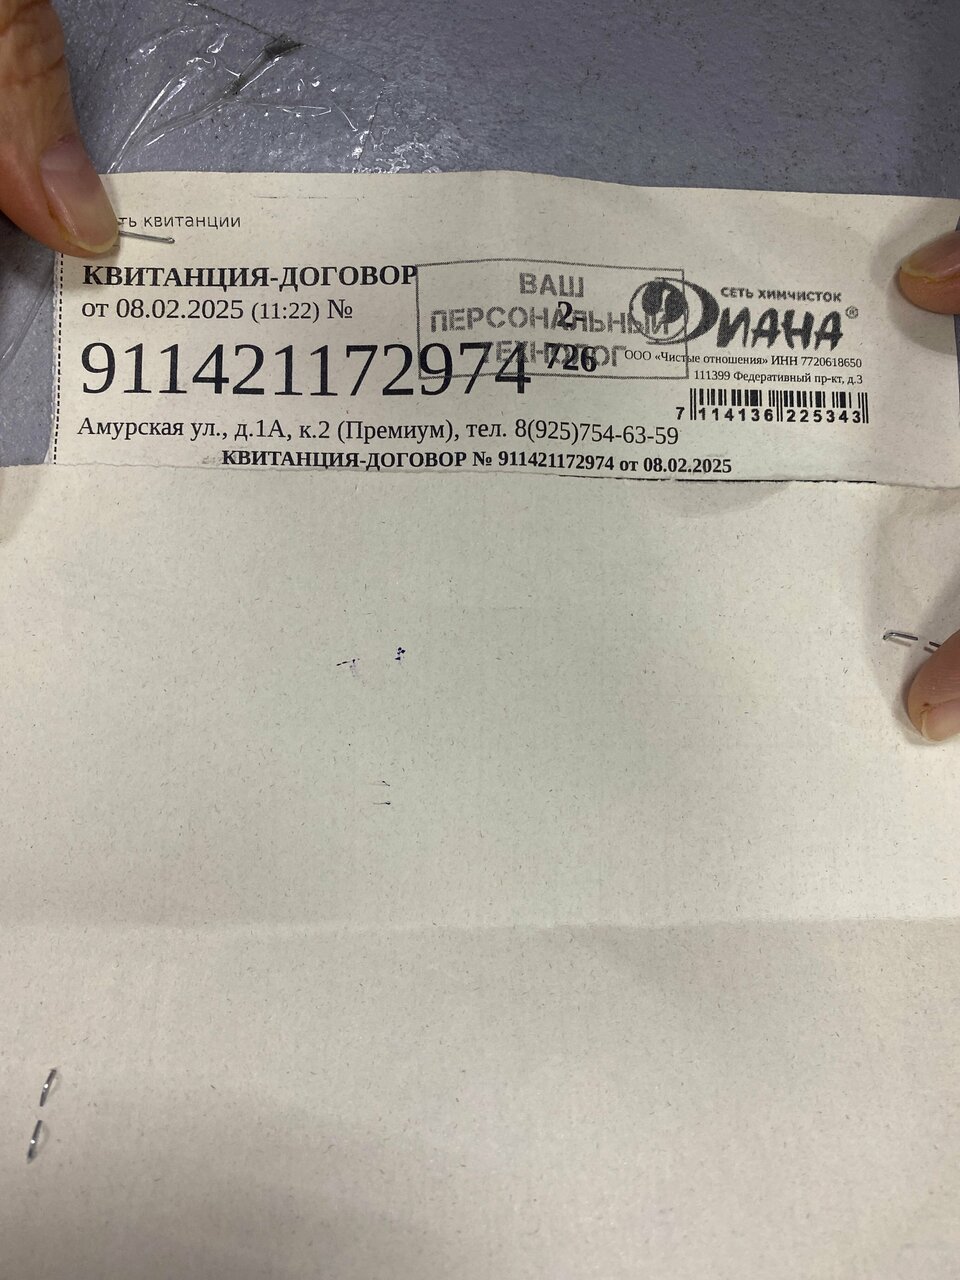 ть квитанции
КВИТАНЦИЯ-ДОГОВОР
от 08.02.2025 (11:22) №
911421172974
2
726
ВАШ
ПЕРСОНАЛЬНЫЙ
ТЕХНОЛОГ
СЕТЬ ХИМЧИСТОК
ДИАНА®
ООО «Чистые отношения» ИНН 7720618650
111399 Федеративный пр-кт, д.3
7 114136 225343
Амурская ул., д.1А, к.2 (Премиум), тел. 8(925)754-63-59
КВИТАНЦИЯ-ДОГОВОР № 911421172974 от 08.02.2025